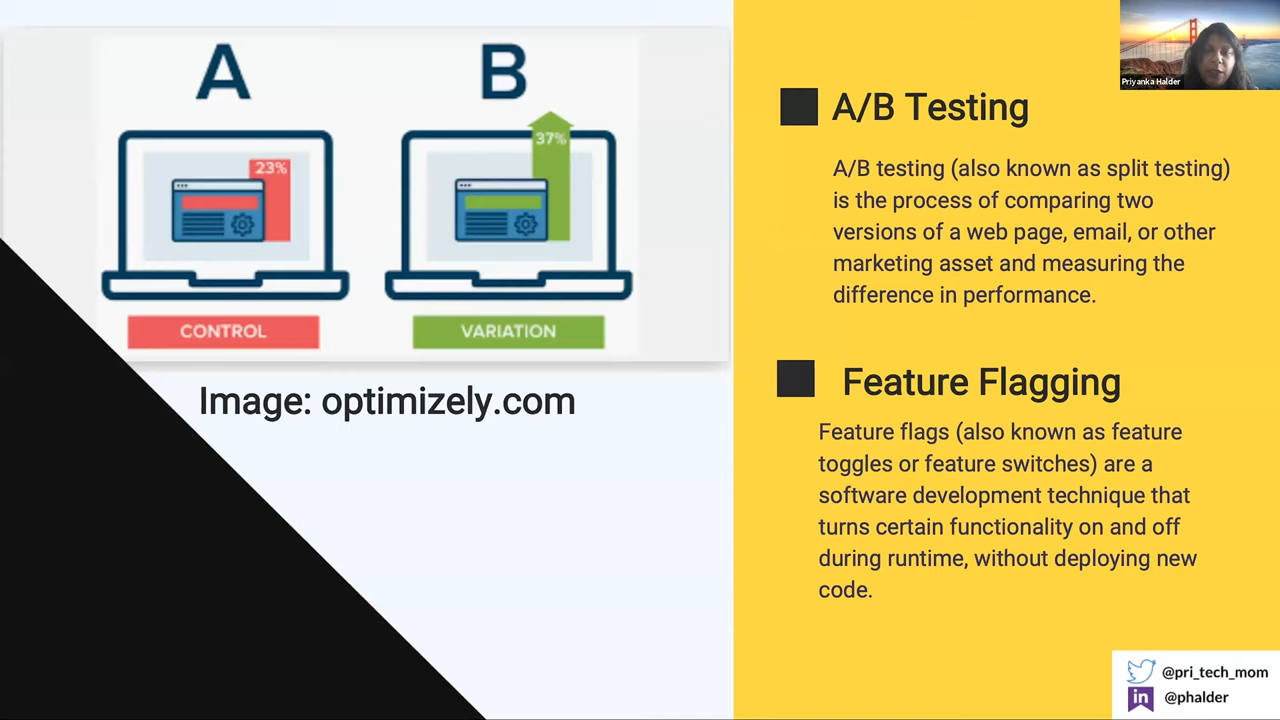 A
B
23%
37%
CONTROL
VARIATION
Image: optimizely.com
Priyanka Halder
A/B Testing
A/B testing (also known as split testing)
is the process of comparing two
versions of a web page, email, or other
marketing asset and measuring the
difference in performance.
Feature Flagging
Feature flags (also known as feature
toggles or feature switches) are a
software development technique that
turns certain functionality on and off
during runtime, without deploying new
code.
@pri_tech_mom
in @phalder